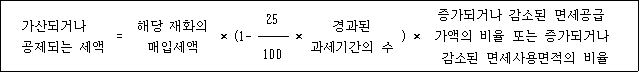 가산되거나 공제되는 세액 = 해당 재화의 매입세액 × (1- 25/100 × 경과된 과세기간의 수 ) × 증가되거나 감소된 면세공급 가액의 비율 또는 증가되거나 감소된 면세사용면적의 비율